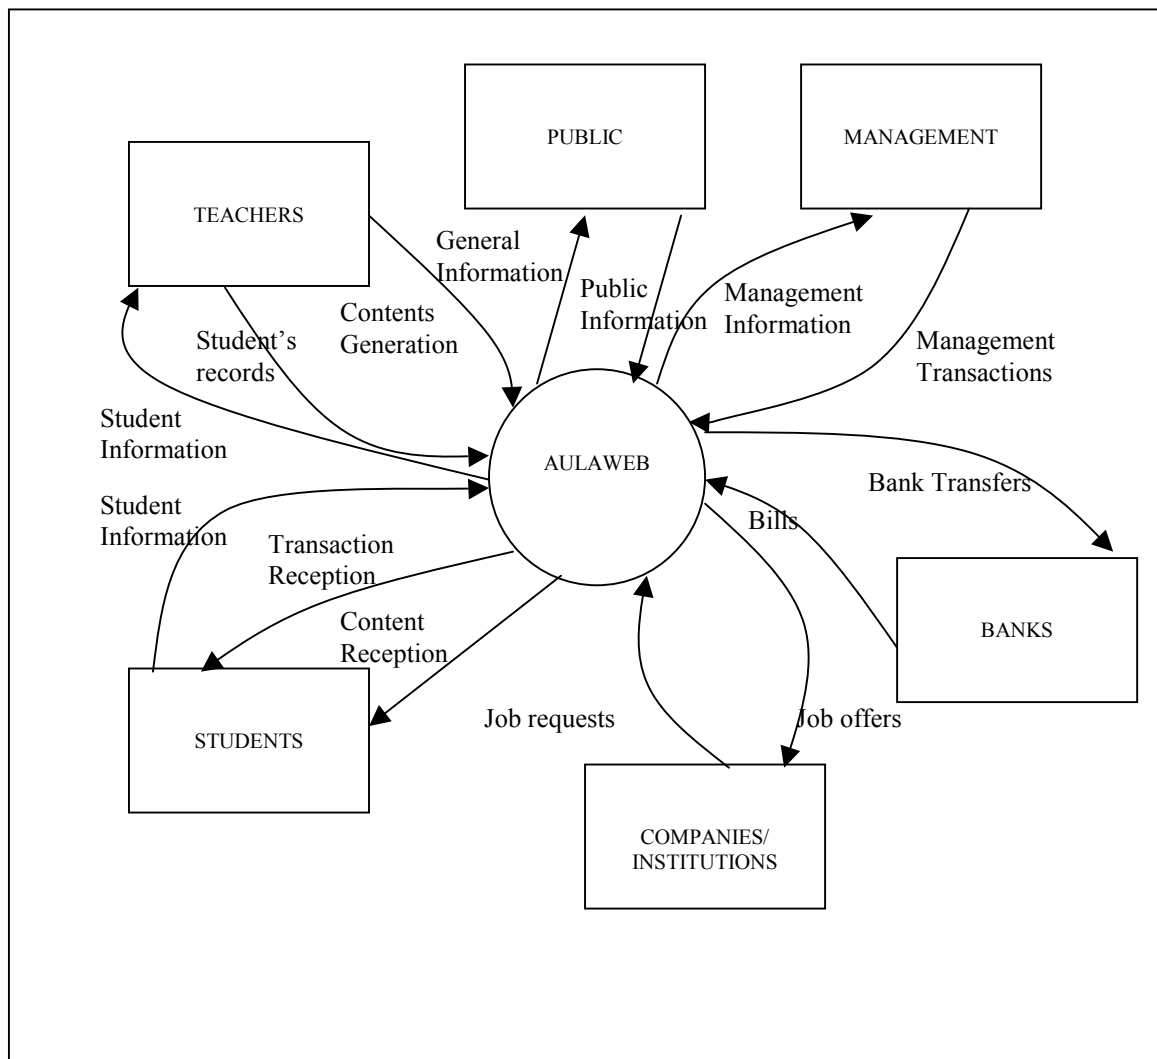 PUBLIC
MANAGEMENT
TEACHERS
General
Information
Public
Information
Management
Information
Contents
Generation
Student's
records
Management
Transactions
Student
Information
AULAWEB
Bank Transfers
Student
Information
Bills
Transaction
Reception
Content
Reception
BANKS
Job requests
Job offers
STUDENTS
COMPANIES/
INSTITUTIONS